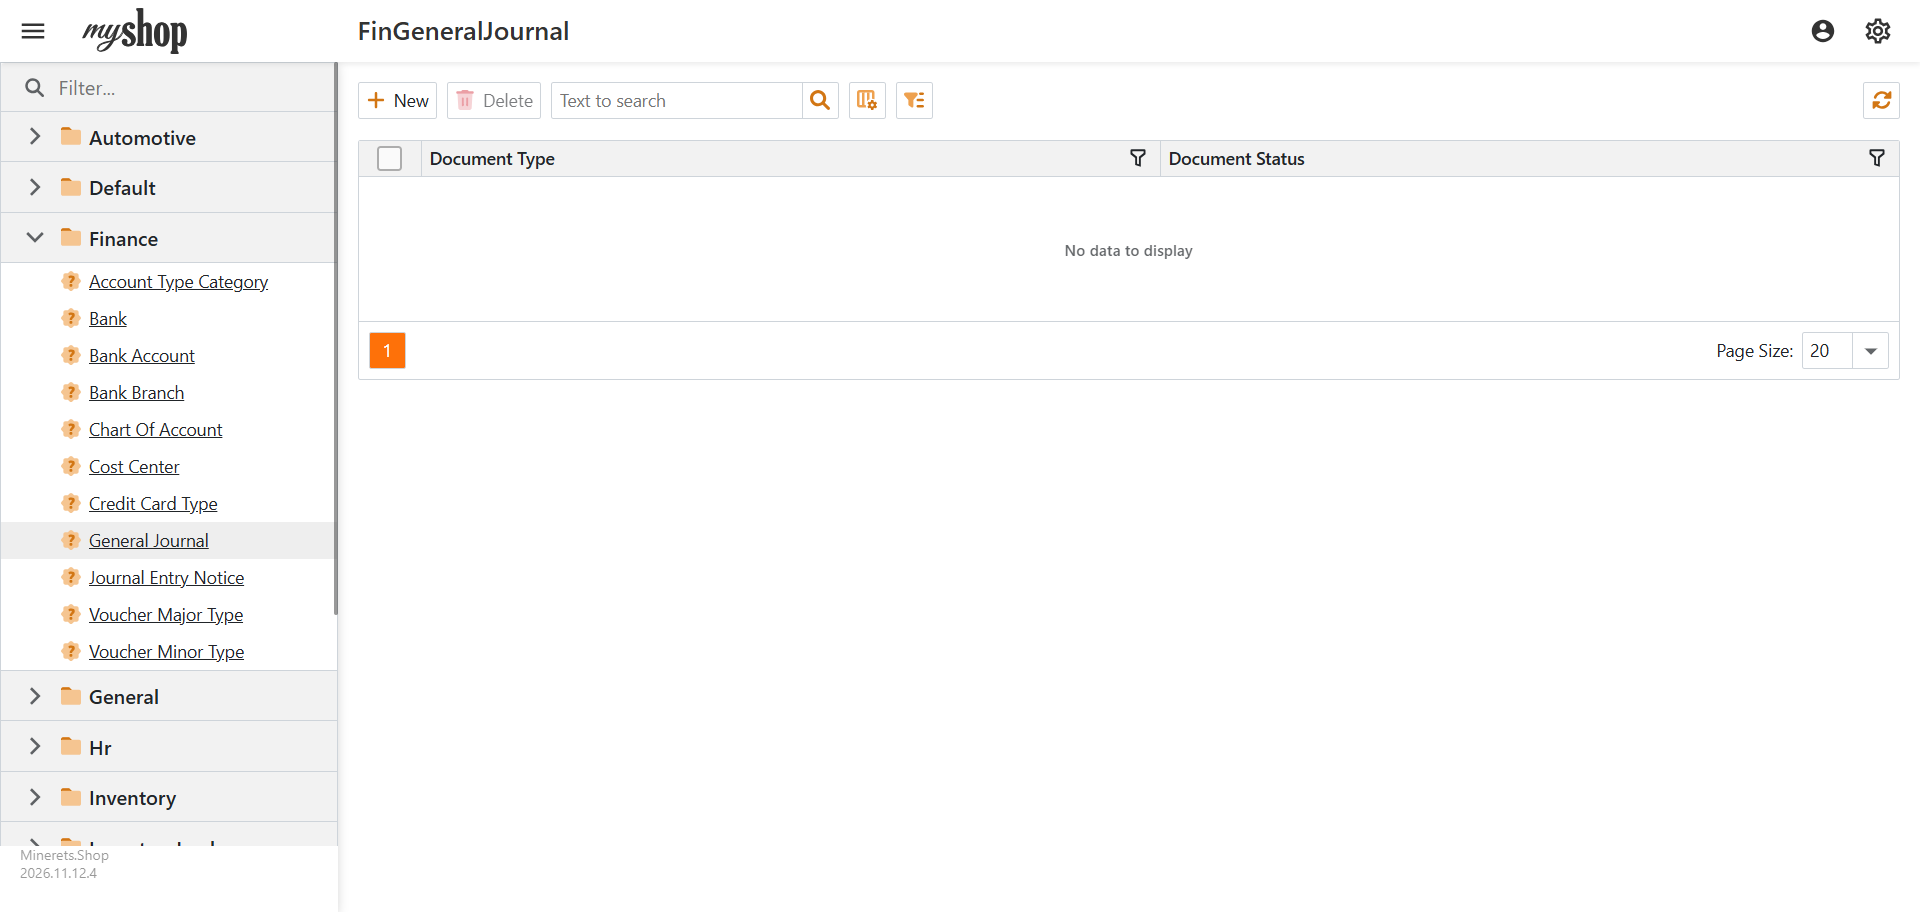 myshop
FinGeneralJournal
Filter...
New
Delete
Text to search
Automotive
Default
Finance
Account Type Category
Bank
Bank Account
Bank Branch
Chart Of Account
Cost Center
Credit Card Type
General Journal
Journal Entry Notice
Voucher Major Type
Voucher Minor Type
General
Hr
Inventory
Minerets.Shop
2026.11.12.4
Document Type
Document Status
No data to display
1
Page Size:
20